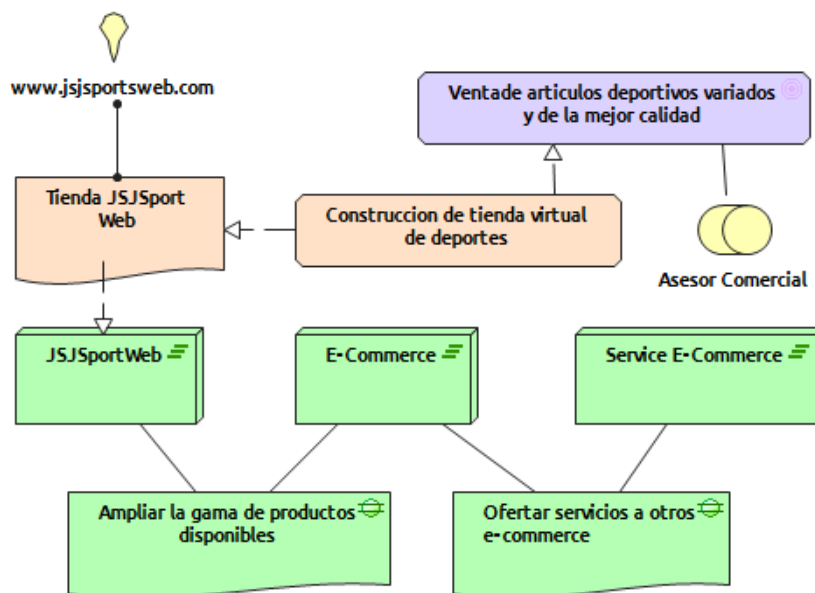 www.jsjsportsweb.com
Ventade articulos deportivos variados
y de la mejor calidad
Tienda JSJSport
Web
Construccion de tienda virtual
de deportes
Asesor Comercial
JSJSportWeb
E-Commerce
Service E-Commerce
Ampliar la gama de productos
disponibles
Ofertar servicios a otros
e-commerce